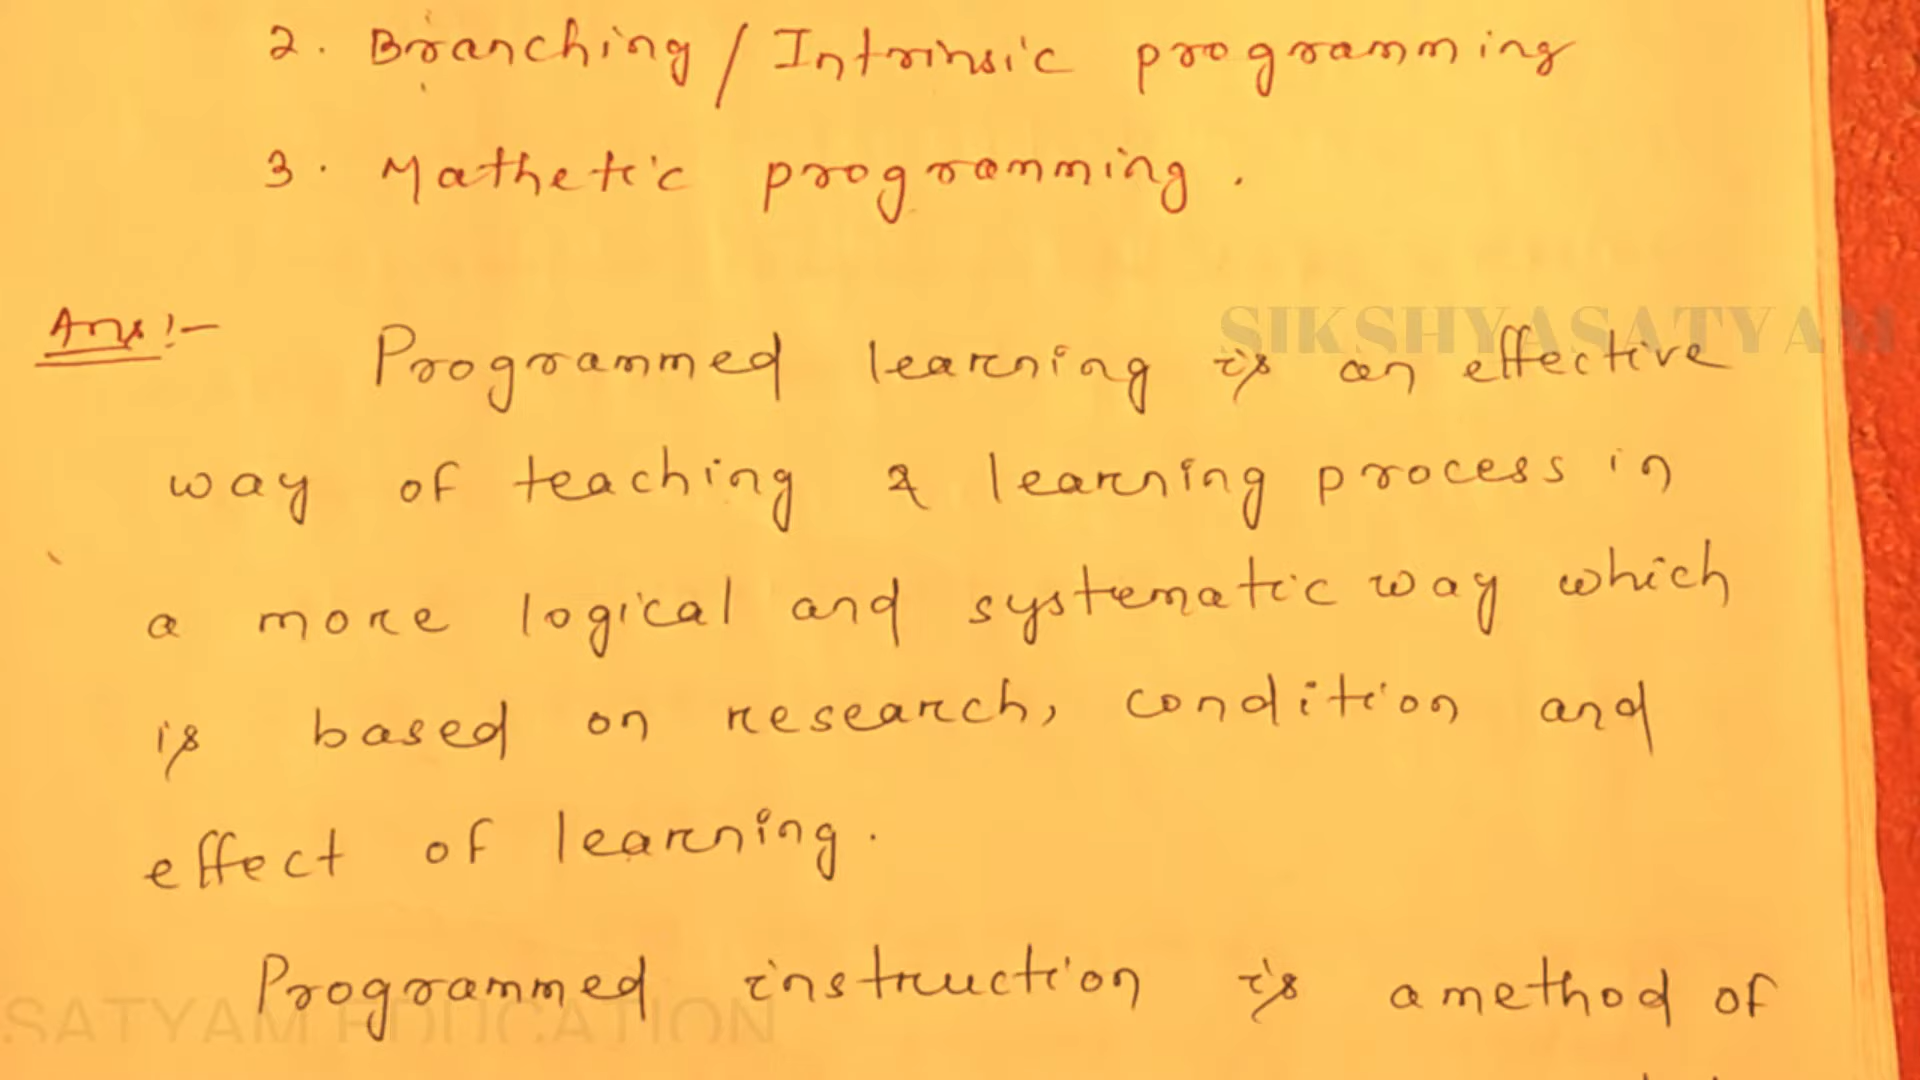 2. Branching / Intrinsic programming
3. Mathetic programming.
SIKSHYASATYAM
Ans:- Programmed learning is an effective
way of teaching & learning process in
a more logical and systematic way which
is based on research, condition and
effect of learning.
Programmed instruction is a method of
SATYAM EDUCATION